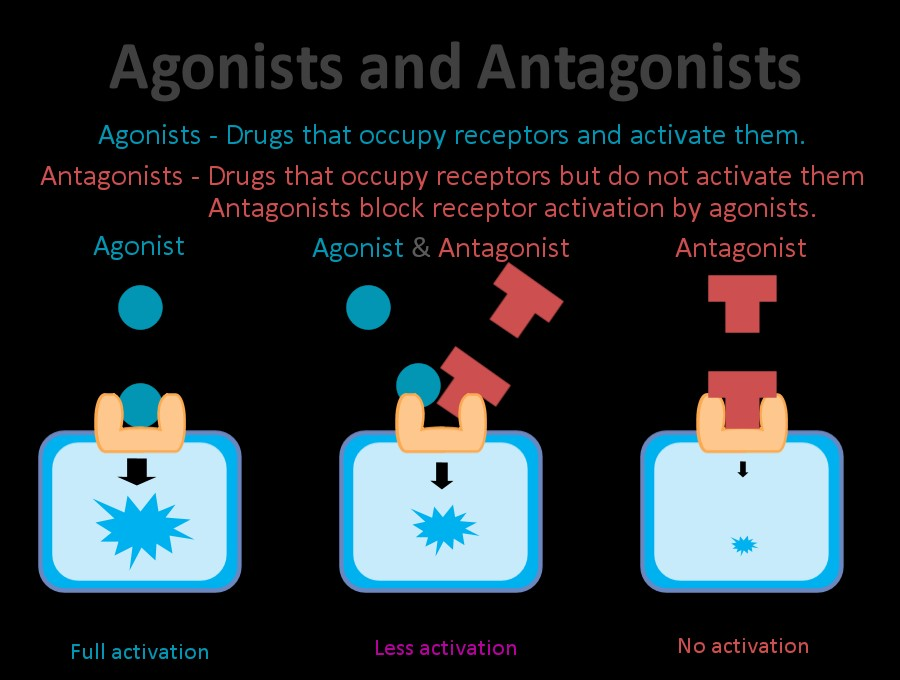 Agonists and Antagonists
Agonists - Drugs that occupy receptors and activate them.
Antagonists - Drugs that occupy receptors but do not activate them
Antagonists block receptor activation by agonists.
Agonist
Agonist & Antagonist
Antagonist
Full activation
Less activation
No activation